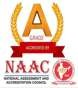 A
GRADE
ACCREDITED BY
NAAC
NATIONAL ASSESSMENT AND
ACCREDITATION COUNCIL